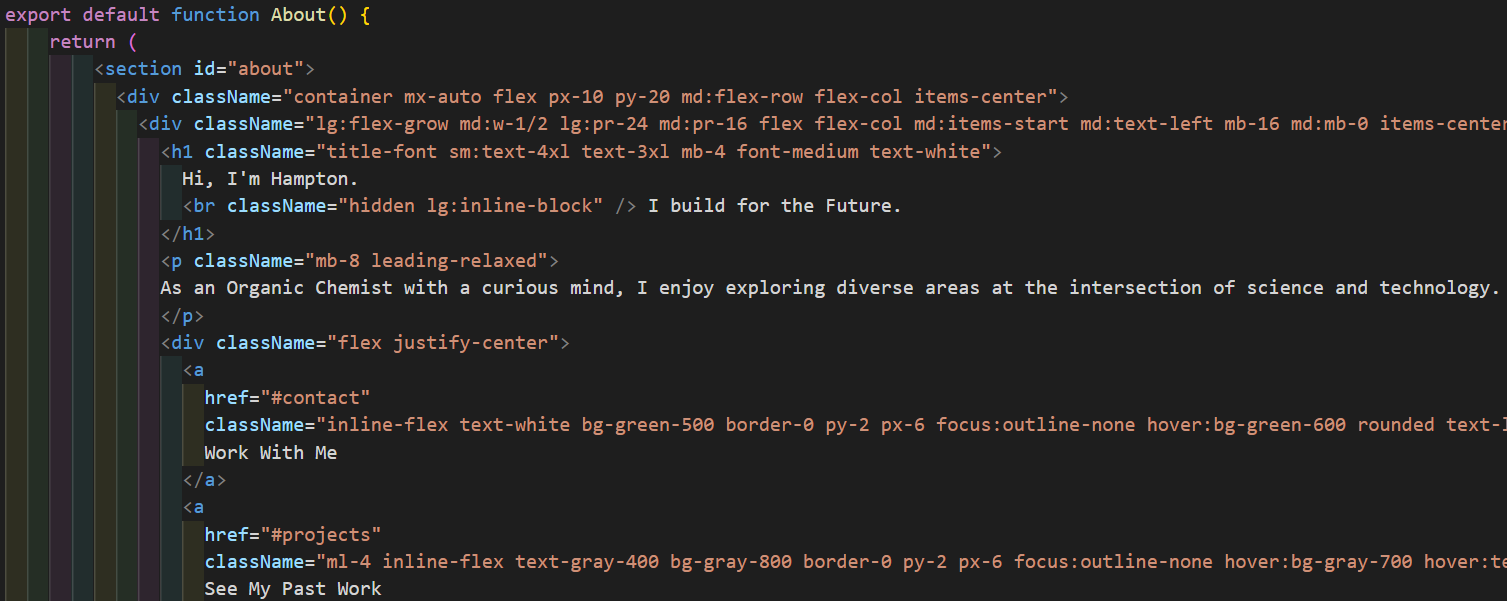 export default function About() {
return (
<section id="about">
<div className="container mx-auto flex px-10 py-20 md:flex-row flex-col items-center">
<div className="lg:flex-grow md:w-1/2 lg:pr-24 md:pr-16 flex flex-col md:items-start md:text-left mb-16 md:mb-0 items-center
<h1 className="title-font sm:text-4xl text-3xl mb-4 font-medium text-white">
Hi, I'm Hampton.
<br className="hidden lg:inline-block" /> I build for the Future.
</h1>
<p className="mb-8 leading-relaxed">
As an Organic Chemist with a curious mind, I enjoy exploring diverse areas at the intersection of science and technology.
</p>
<div className="flex justify-center">
<a
href="#contact"
className="inline-flex text-white bg-green-500 border-0 py-2 px-6 focus:outline-none hover:bg-green-600 rounded
Work With Me
</a>
<a
href="#projects"
className="ml-4 inline-flex text-gray-400 bg-gray-800 border-0 py-2 px-6 focus:outline-none hover:bg-gray-700
See My Past Work